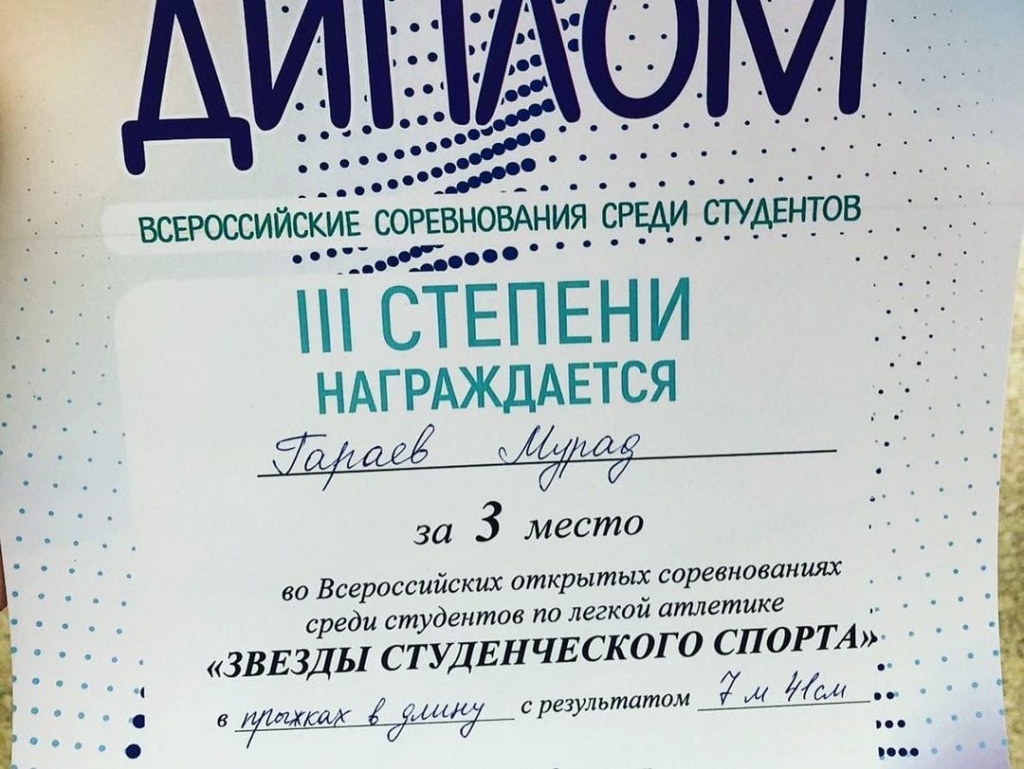 ДИПЛОМ
ВСЕРОССИЙСКИЕ СОРЕВНОВАНИЯ СРЕДИ СТУДЕНТОВ
III СТЕПЕНИ
НАГРАЖДАЕТСЯ
Гараев Мурад
за 3 место
во Всероссийских открытых соревнованиях
среди студентов по легкой атлетике
«ЗВЕЗДЫ СТУДЕНЧЕСКОГО СПОРТА»
в прыжках в длину с результатом 7 м 41см